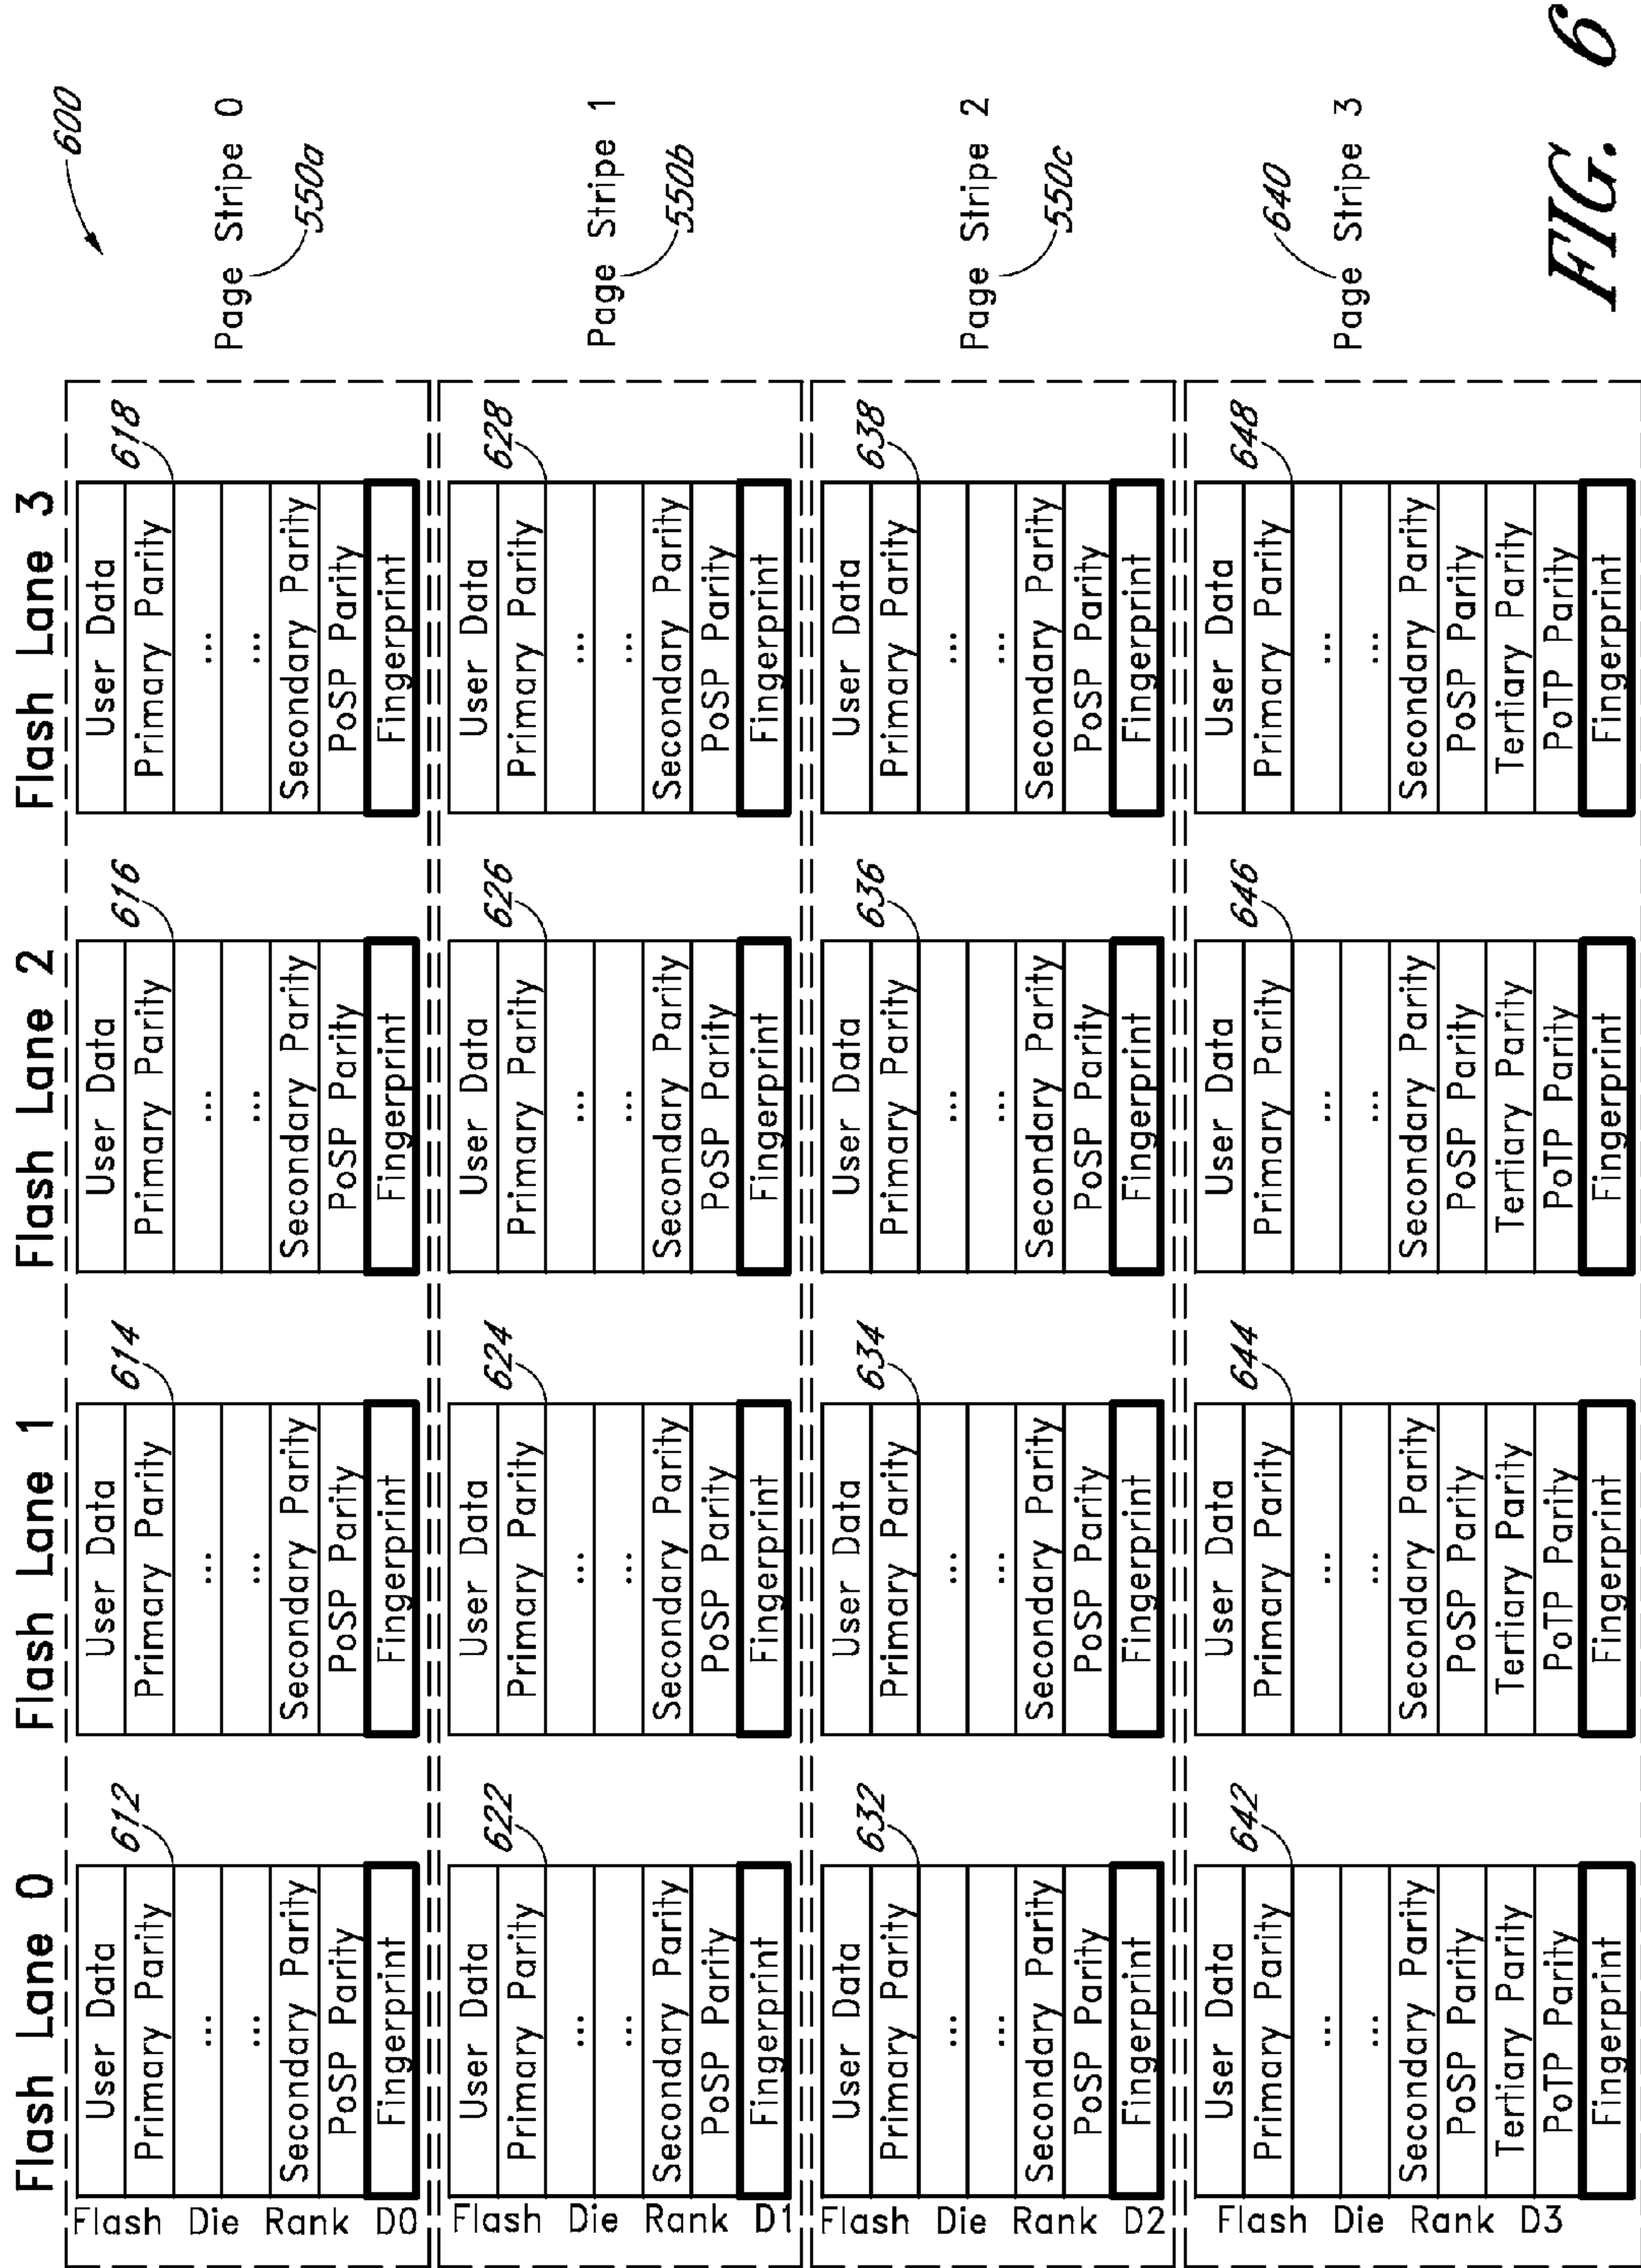 Flash Lane 0 Flash Lane 1 Flash Lane 2 Flash Lane 3
600
Flash Die Rank D0
612 614 616 618
User Data User Data User Data User Data
Primary Parity Primary Parity Primary Parity Primary Parity
... ... ... ...
... ... ... ...
Secondary Parity Secondary Parity Secondary Parity Secondary Parity
PoSP Parity PoSP Parity PoSP Parity PoSP Parity
Fingerprint Fingerprint Fingerprint Fingerprint
Page Stripe 0
550a
Flash Die Rank D1
622 624 626 628
User Data User Data User Data User Data
Primary Parity Primary Parity Primary Parity Primary Parity
... ... ... ...
... ... ... ...
Secondary Parity Secondary Parity Secondary Parity Secondary Parity
PoSP Parity PoSP Parity PoSP Parity PoSP Parity
Fingerprint Fingerprint Fingerprint Fingerprint
Page Stripe 1
550b
Flash Die Rank D2
632 634 636 638
User Data User Data User Data User Data
Primary Parity Primary Parity Primary Parity Primary Parity
... ... ... ...
... ... ... ...
Secondary Parity Secondary Parity Secondary Parity Secondary Parity
PoSP Parity PoSP Parity PoSP Parity PoSP Parity
Fingerprint Fingerprint Fingerprint Fingerprint
Page Stripe 2
550c
Flash Die Rank D3
642 644 646 648
User Data User Data User Data User Data
Primary Parity Primary Parity Primary Parity Primary Parity
... ... ... ...
... ... ... ...
Secondary Parity Secondary Parity Secondary Parity Secondary Parity
PoSP Parity PoSP Parity PoSP Parity PoSP Parity
Tertiary Parity Tertiary Parity Tertiary Parity Tertiary Parity
PoTP Parity PoTP Parity PoTP Parity PoTP Parity
Fingerprint Fingerprint Fingerprint Fingerprint
640
Page Stripe 3
FIG. 6